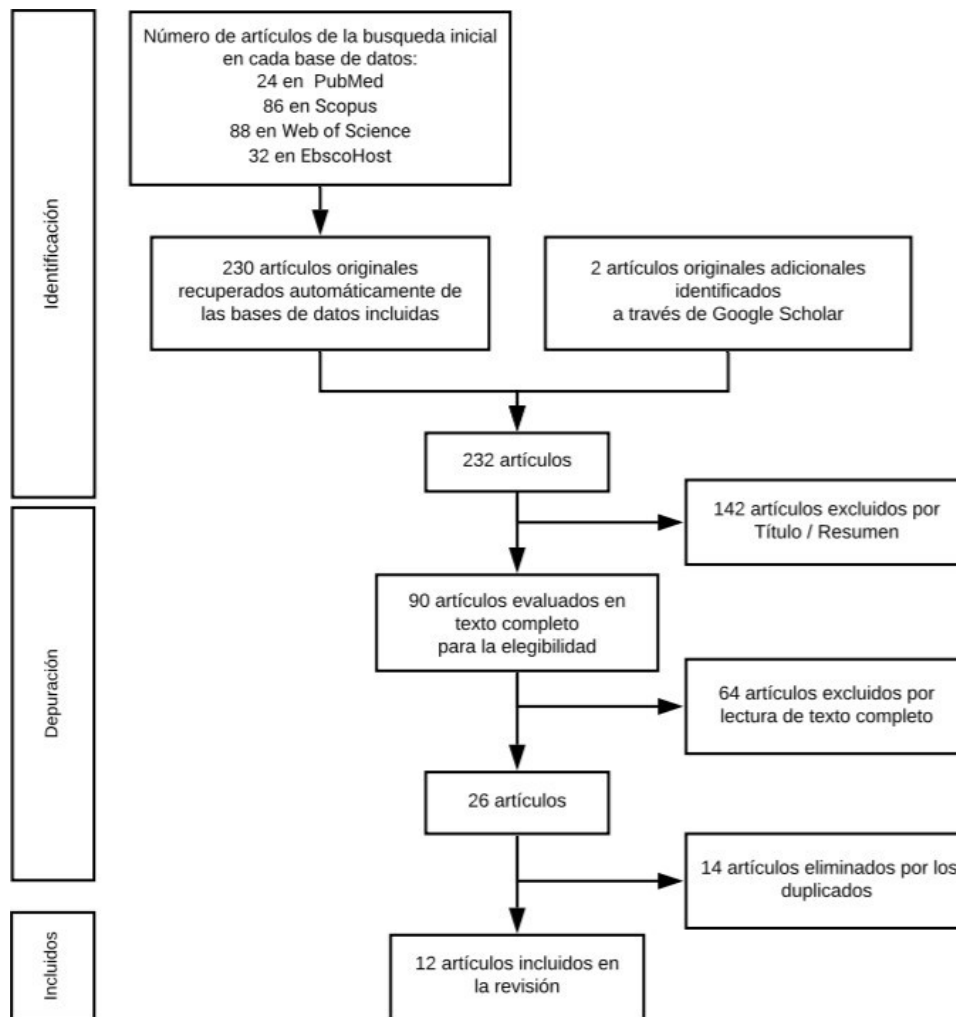 Identificación
Número de artículos de la busqueda inicial
en cada base de datos:
24 en PubMed
86 en Scopus
88 en Web of Science
32 en EbscoHost
230 artículos originales
recuperados automáticamente de
las bases de datos incluidas
2 artículos originales adicionales
identificados
a través de Google Scholar
232 artículos
142 artículos excluidos por
Título / Resumen
Depuración
90 artículos evaluados en
texto completo
para la elegibilidad
64 artículos excluidos por
lectura de texto completo
26 artículos
14 artículos eliminados por los
duplicados
Incluidos
12 artículos incluidos en
la revisión